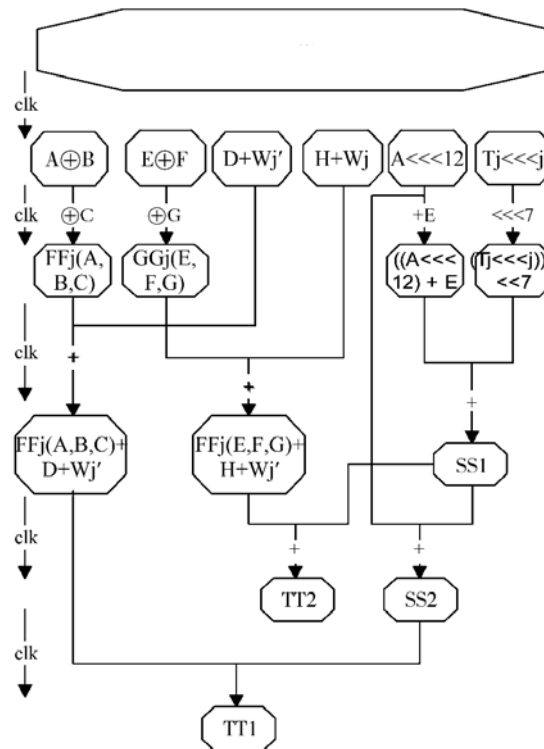 clk
A⊕B
E⊕F
D+Wj'
H+Wj
A<<<12
Tj<<<j
clk
⊕C
⊕G
+E
<<<7
FFj(A,
B,C)
GGj(E,
F,G)
((A<<<
12) + E
(Tj<<<j))
<<7
clk
+
+
+
FFj(A,B,C)+
D+Wj'
FFj(E,F,G)+
H+Wj'
SS1
clk
+
+
TT2
SS2
clk
TT1